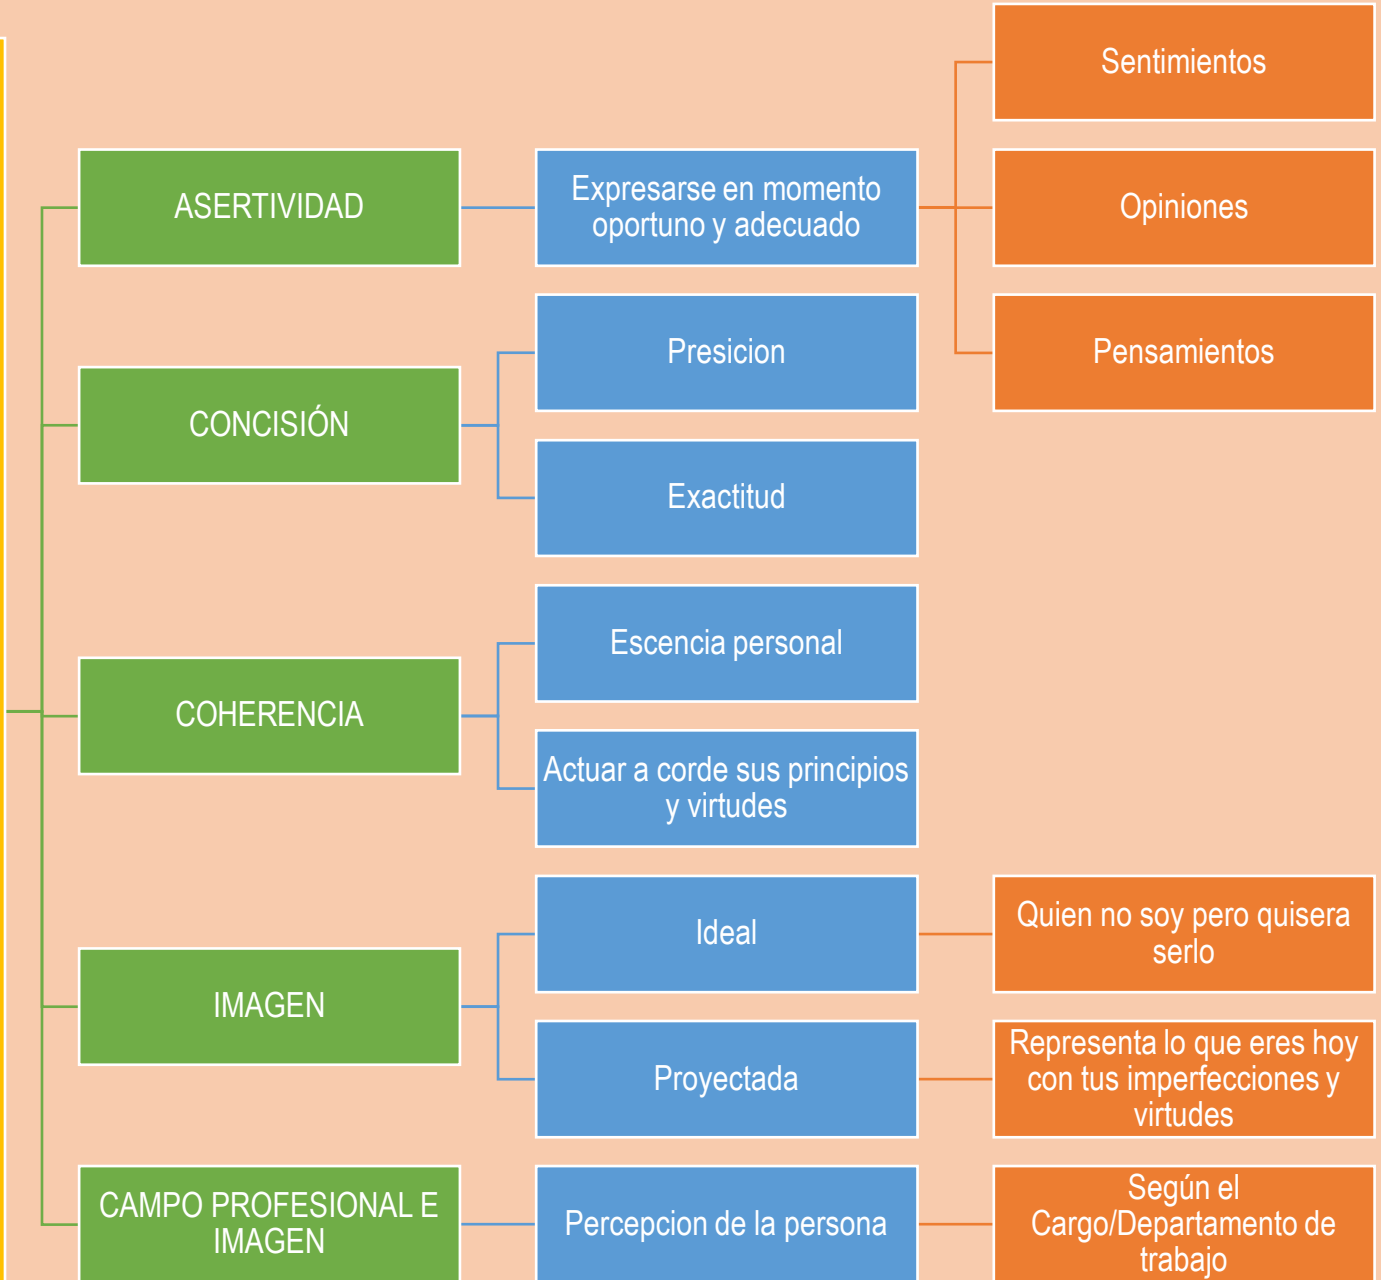 ASERTIVIDAD
Expresarse en momento
oportuno y adecuado
Sentimientos
Opiniones
Pensamientos
CONCISIÓN
Presicion
Exactitud
COHERENCIA
Escencia personal
Actuar a corde sus principios
y virtudes
IMAGEN
Ideal
Quien no soy pero quisera
serlo
Proyectada
Representa lo que eres hoy
con tus imperfecciones y
virtudes
CAMPO PROFESIONAL E
IMAGEN
Percepcion de la persona
Según el
Cargo/Departamento de
trabajo